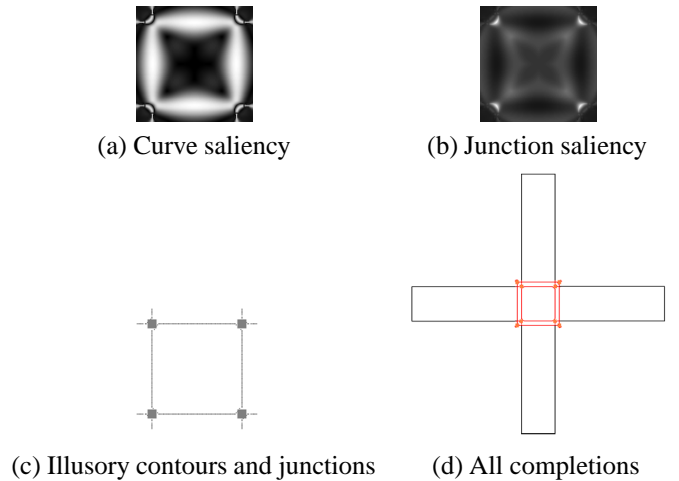 (a) Curve saliency
(b) Junction saliency
(c) Illusory contours and junctions
(d) All completions